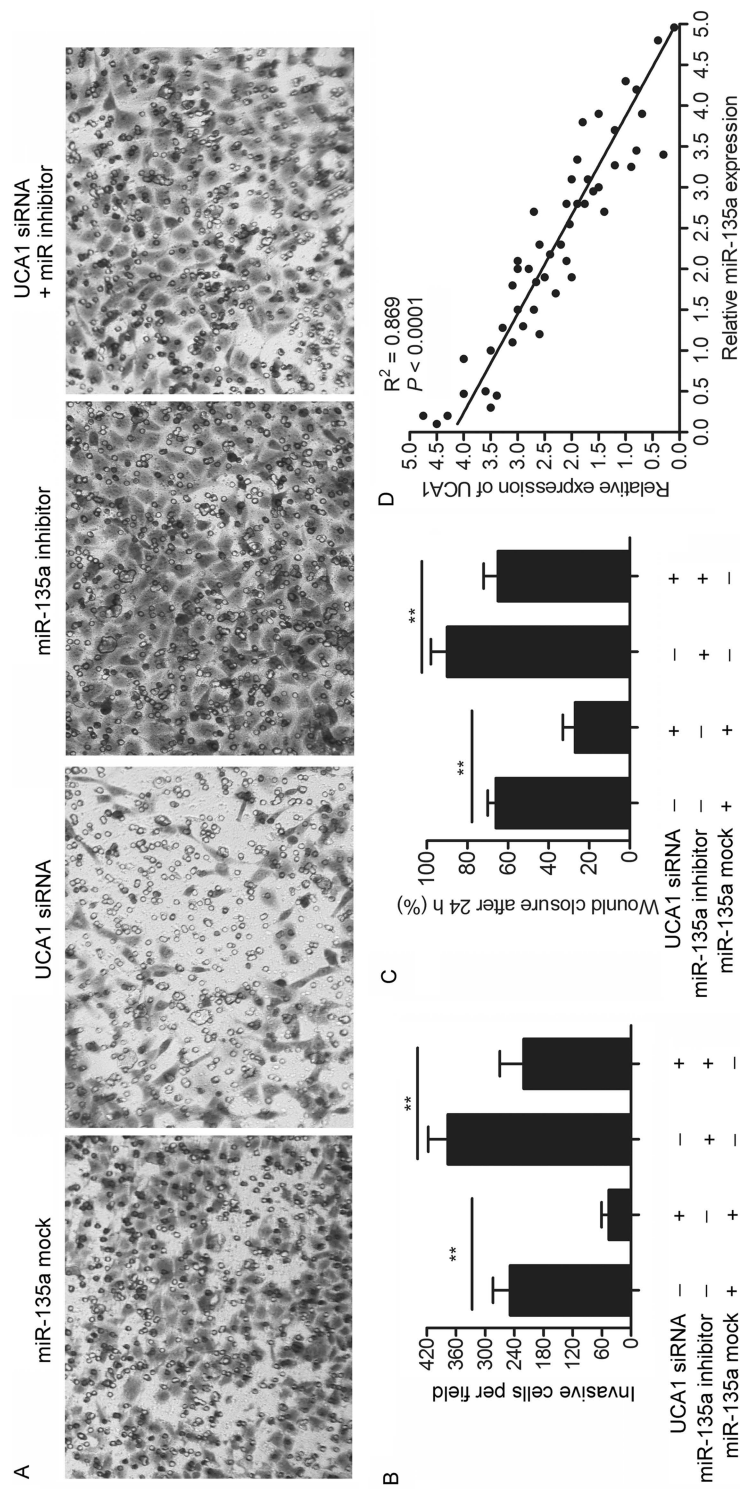 A
miR-135a mock
UCA1 siRNA
miR-135a inhibitor
UCA1 siRNA
+ miR inhibitor
B
Invasive cells per field
420
360
300
240
180
120
60
0
**
**
UCA1 siRNA – + – +
miR-135a inhibitor – – + +
miR-135a mock + + – –
C
Wounld closure after 24 h (%)
100
80
60
40
20
0
**
**
UCA1 siRNA – + – +
miR-135a inhibitor – – + +
miR-135a mock + + – –
D
R² = 0.869
P < 0.0001
Relative expression of UCA1
5.0
4.5
4.0
3.5
3.0
2.5
2.0
1.5
1.0
0.5
0.0
0.0 0.5 1.0 1.5 2.0 2.5 3.0 3.5 4.0 4.5 5.0
Relative miR-135a expression